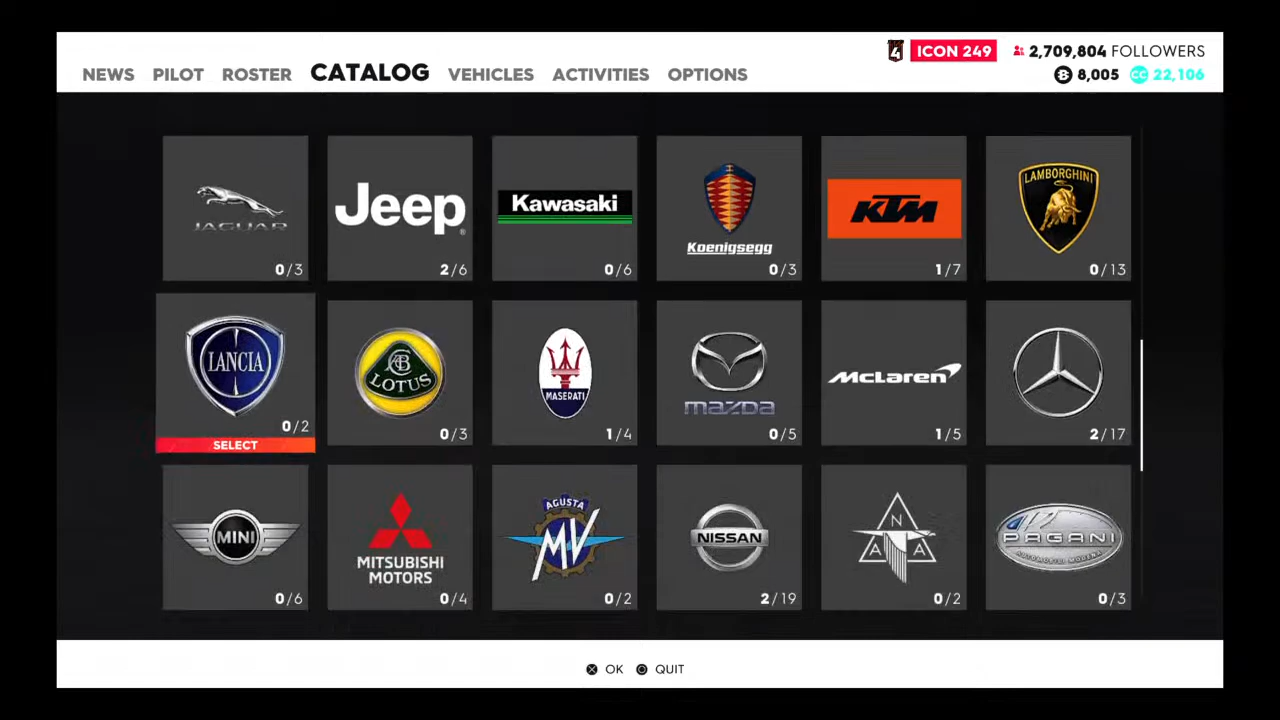 4 ICON 249 2,709,804 FOLLOWERS
NEWS PILOT ROSTER CATALOG VEHICLES ACTIVITIES OPTIONS
8,005 CC 22,106
JAGUAR
0/3
Jeep
2/6
Kawasaki
0/6
Koenigsegg
0/3
KTM
1/7
LAMBORGHINI
0/13
LANCIA
0/2
SELECT
LOTUS
0/3
MASERATI
1/4
mazda
0/5
McLaren
1/5
2/17
MINI
0/6
MITSUBISHI
MOTORS
0/4
AGUSTA
MV
0/2
NISSAN
2/19
N
A A
0/2
PAGANI
AUTOMOBILI MODENA
0/3
OK QUIT